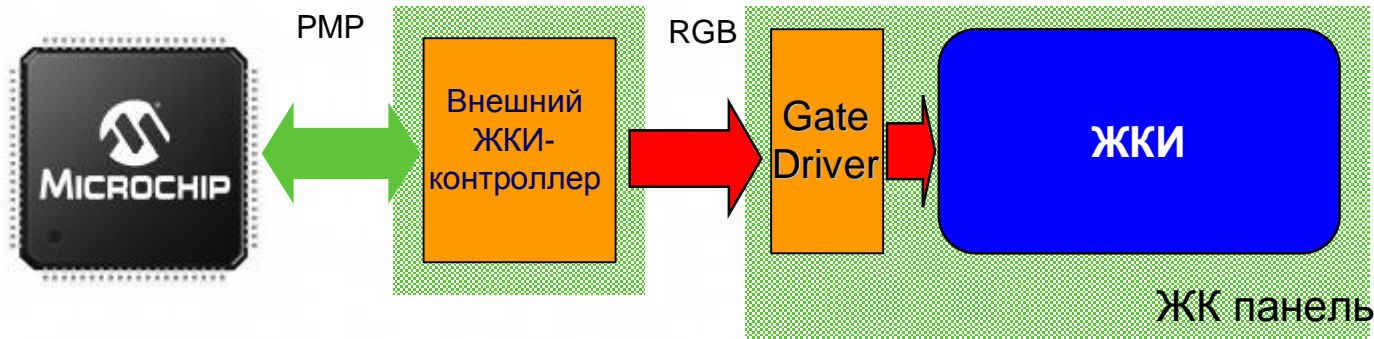 PMP
RGB
MICROCHIP
Внешний
ЖКИ-
контроллер
Gate
Driver
ЖКИ
ЖК панель